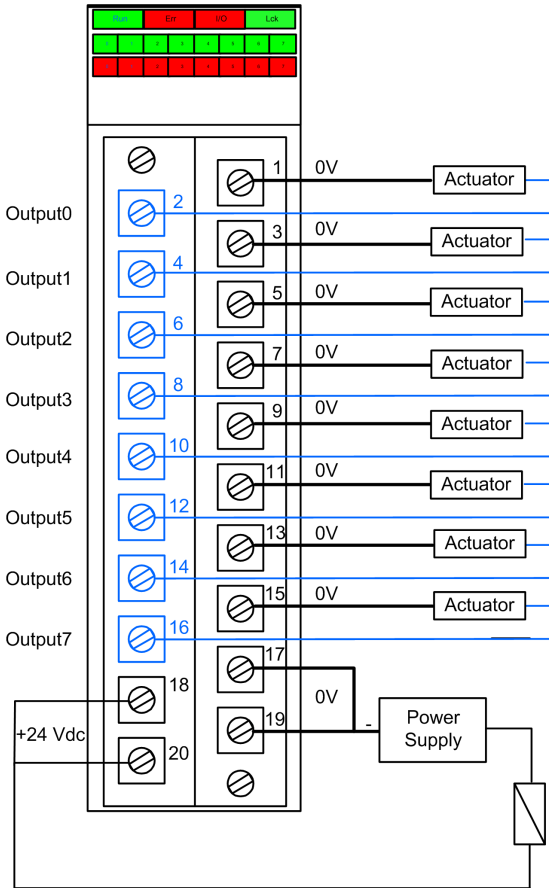 Run Err I/O Lck
1 0V Actuator
Output0 2
3 0V Actuator
Output1 4
5 0V Actuator
Output2 6
7 0V Actuator
Output3 8
9 0V Actuator
Output4 10
11 0V Actuator
Output5 12
13 0V Actuator
Output6 14
15 0V Actuator
Output7 16
17
18
0V
19 - Power
Supply
+24 Vdc
20